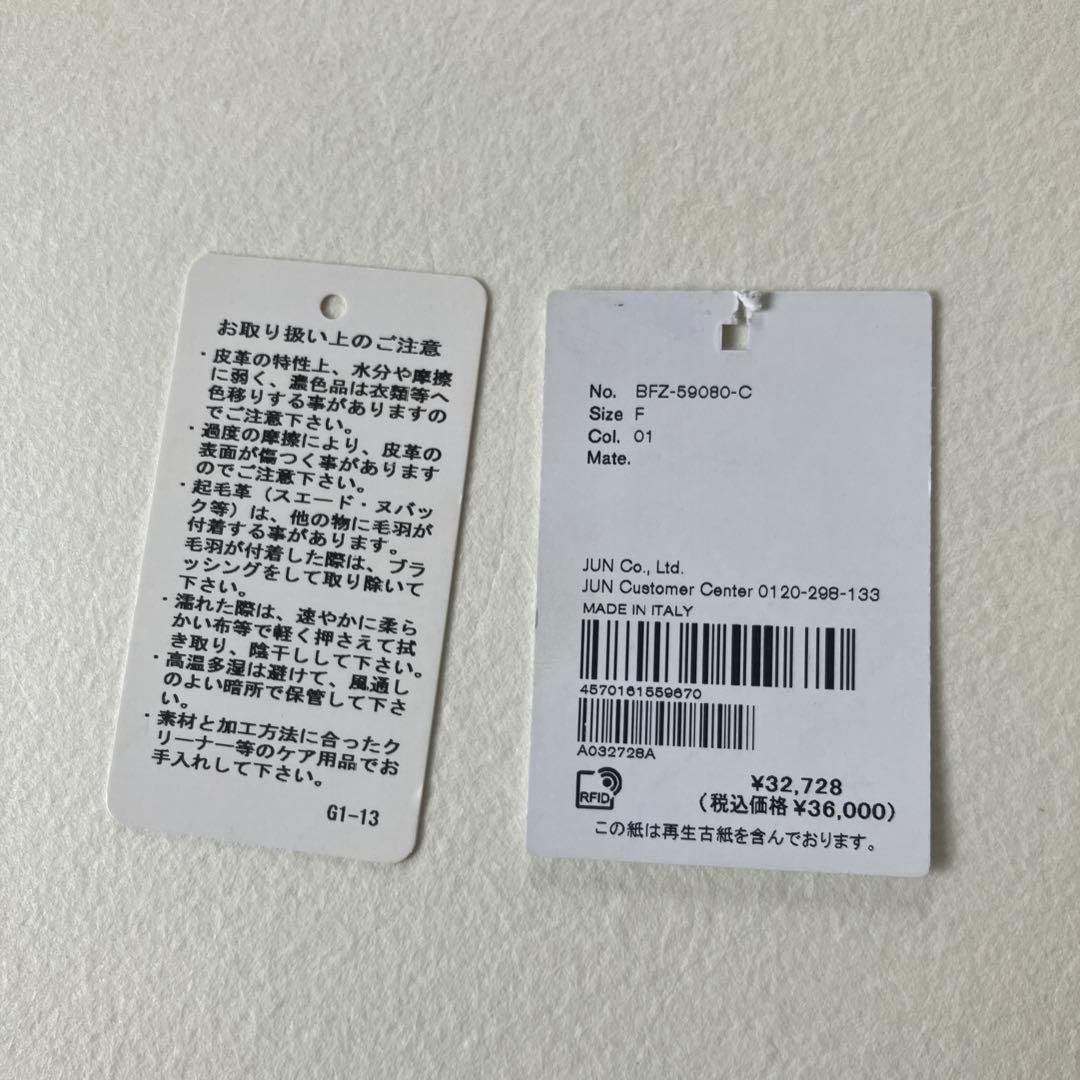 お取り扱い上のご注意
・皮革の特性上、水分や摩擦
に弱く、濃色品は衣類等へ
色移りする事がありますの
でご注意下さい。
・過度の摩擦により、皮革の
表面が傷つく事があります
のでご注意下さい。
・起毛革（スエード・ヌバッ
ク等）は、他の物に毛羽が
付着する事があります。
毛羽が付着した際は、ブラ
ッシングをして取り除いて
下さい。
・濡れた際は、速やかに柔ら
かい布等で軽く押さえて拭
き取り、陰干しして下さい。
・高温多湿は避けて、風通し
のよい暗所で保管して下さ
い。
・素材と加工方法に合ったク
リーナー等のケア用品でお
手入れして下さい。
G1-13
No. BFZ-59080-C
Size F
Col. 01
Mate.
JUN Co., Ltd.
JUN Customer Center 0120-298-133
MADE IN ITALY
4570161559670
A032728A
RFID
¥32,728
（税込価格 ¥36,000）
この紙は再生古紙を含んでおります。